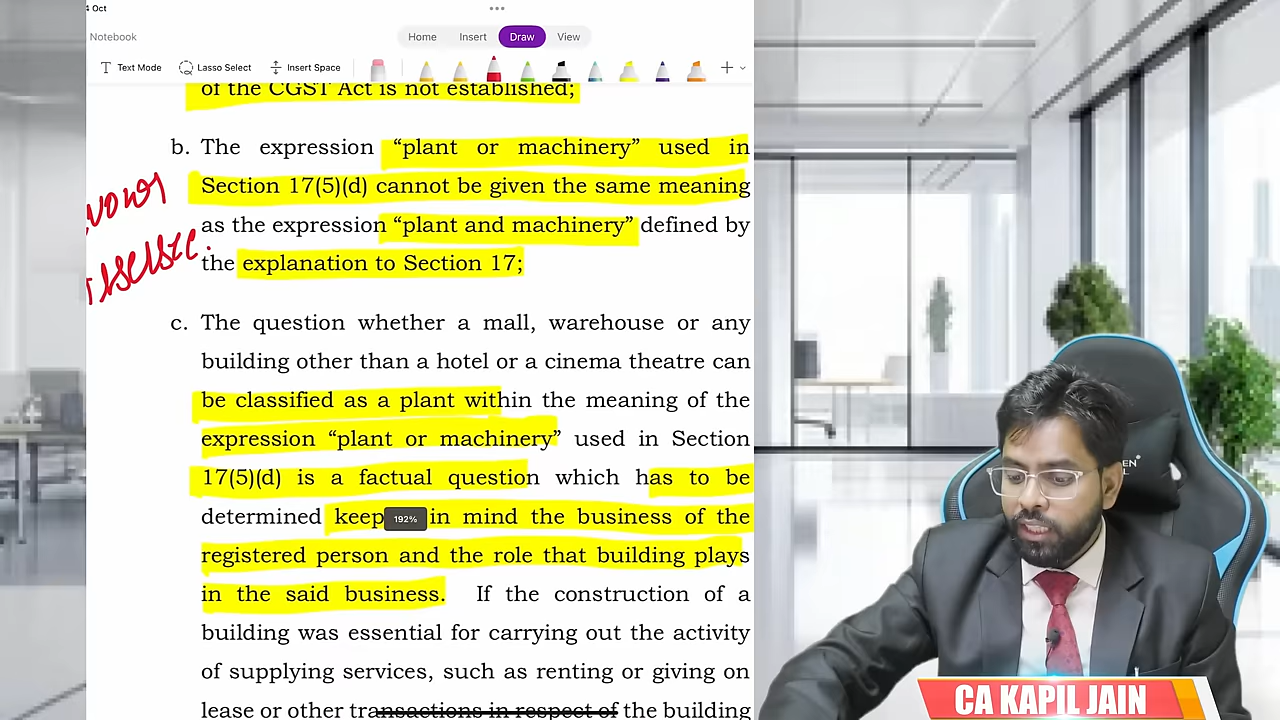 4 Oct
Notebook
Home Insert Draw View
Text Mode Lasso Select Insert Space
of the CGST Act is not established;
b. The expression “plant or machinery” used in
Section 17(5)(d) cannot be given the same meaning
as the expression “plant and machinery” defined by
the explanation to Section 17;
c. The question whether a mall, warehouse or any
building other than a hotel or a cinema theatre can
be classified as a plant within the meaning of the
expression “plant or machinery” used in Section
17(5)(d) is a factual question which has to be
determined keep in mind the business of the
192%
registered person and the role that building plays
in the said business. If the construction of a
building was essential for carrying out the activity
of supplying services, such as renting or giving on
lease or other transactions in respect of the building
CA KAPIL JAIN